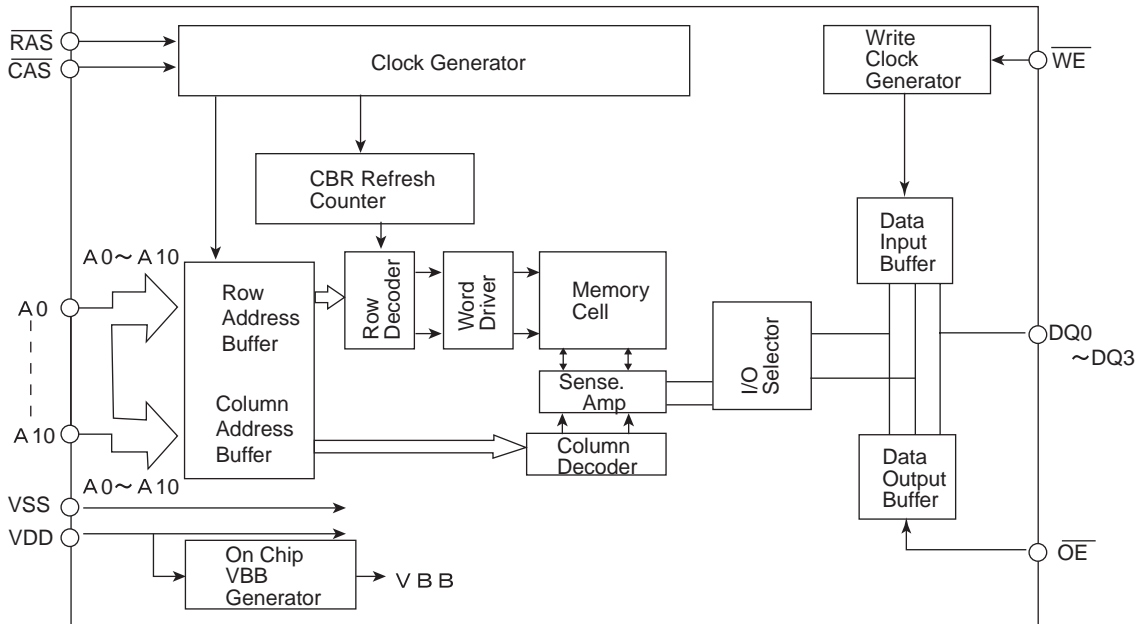 RAS
CAS
Clock Generator
Write
Clock
Generator
WE
CBR Refresh
Counter
A0～A10
Row
Address
Buffer
Column
Address
Buffer
Row
Decoder
Word
Driver
Memory
Cell
Sense.
Amp
Column
Decoder
I/O
Selector
Data
Input
Buffer
Data
Output
Buffer
A0
A10
A0～A10
DQ0
～DQ3
VSS
VDD
On Chip
VBB
Generator
VBB
OE